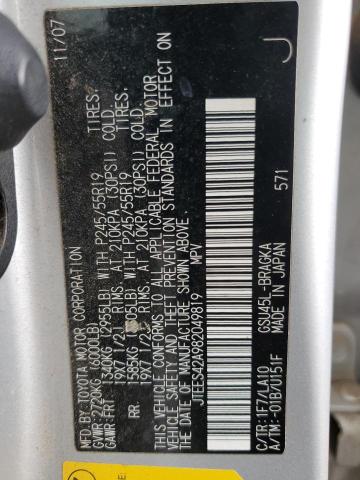 MFD. BY: TOYOTA MOTOR CORPORATION 11/07
GVWR: 2720KG (6000LB)
GAWR: FR: 1340KG (2955LB) WITH P245/55R19 TIRES,
19X7 1/2J RIMS, AT 210KPA (30PSI) COLD.
RR 1585KG 05LB) WITH P245/55R19 TIRES,
19X7 1/2J RIMS, AT 210KPA (30PSI) COLD.
THIS VEHICLE CONFORMS TO ALL APPLICABLE FEDERAL MOTOR
VEHICLE SAFETY AND THEFT PREVENTION STANDARDS IN EFFECT ON
THE DATE OF MANUFACTURE SHOWN ABOVE.
JTEES42A982049819 MPV
J
C/TR: 1F7/LA10 GSU45L-BRAGKA 571
A/TM: -01B/U151F MADE IN JAPAN